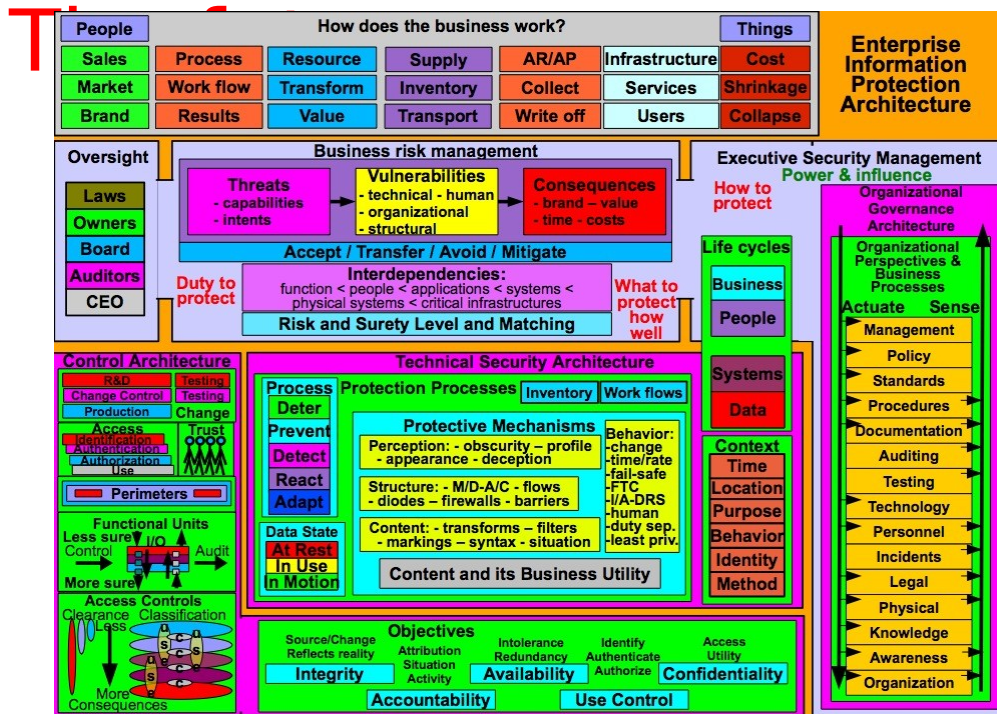 People
How does the business work?
Things
Sales
Process
Resource
Supply
AR/AP
Infrastructure
Cost
Market
Work flow
Transform
Inventory
Collect
Services
Shrinkage
Brand
Results
Value
Transport
Write off
Users
Collapse
Enterprise
Information
Protection
Architecture
Oversight
Laws
Owners
Board
Auditors
CEO
Business risk management
Threats
- capabilities
- intents
Vulnerabilities
- technical - human
- organizational
- structural
Consequences
- brand – value
- time - costs
Accept / Transfer / Avoid / Mitigate
Duty to
protect
Interdependencies:
function < people < applications < systems <
physical systems < critical infrastructures
Risk and Surety Level and Matching
What to
protect
how
well
Executive Security Management
Power & influence
How to
protect
Life cycles
Business
People
Systems
Data
Context
Time
Location
Purpose
Behavior
Identity
Method
Organizational
Governance
Architecture
Organizational
Perspectives &
Business
Processes
Actuate Sense
Management
Policy
Standards
Procedures
Documentation
Auditing
Testing
Technology
Personnel
Incidents
Legal
Physical
Knowledge
Awareness
Organization
Control Architecture
R&D
Testing
Change Control
Testing
Production
Change
Access
Identification
Authentication
Authorization
Use
Trust
Perimeters
Functional Units
Less sure
I/O
Control
Audit
More sure
Access Controls
Clearance Classification
Less
More
Consequences
Technical Security Architecture
Process
Deter
Prevent
Detect
React
Adapt
Data State
At Rest
In Use
In Motion
Protection Processes
Inventory
Work flows
Protective Mechanisms
Perception: - obscurity – profile
- appearance - deception
Structure: - M/D-A/C - flows
- diodes – firewalls - barriers
Content: - transforms – filters
- markings – syntax - situation
Behavior:
-change
-time/rate
-fail-safe
-FTC
-I/A-DRS
-human
-duty sep.
-least priv.
Content and its Business Utility
Objectives
Source/Change
Reflects reality
Integrity
Attribution
Situation
Activity
Accountability
Intolerance
Redundancy
Availability
Identify
Authenticate
Authorize
Use Control
Access
Utility
Confidentiality